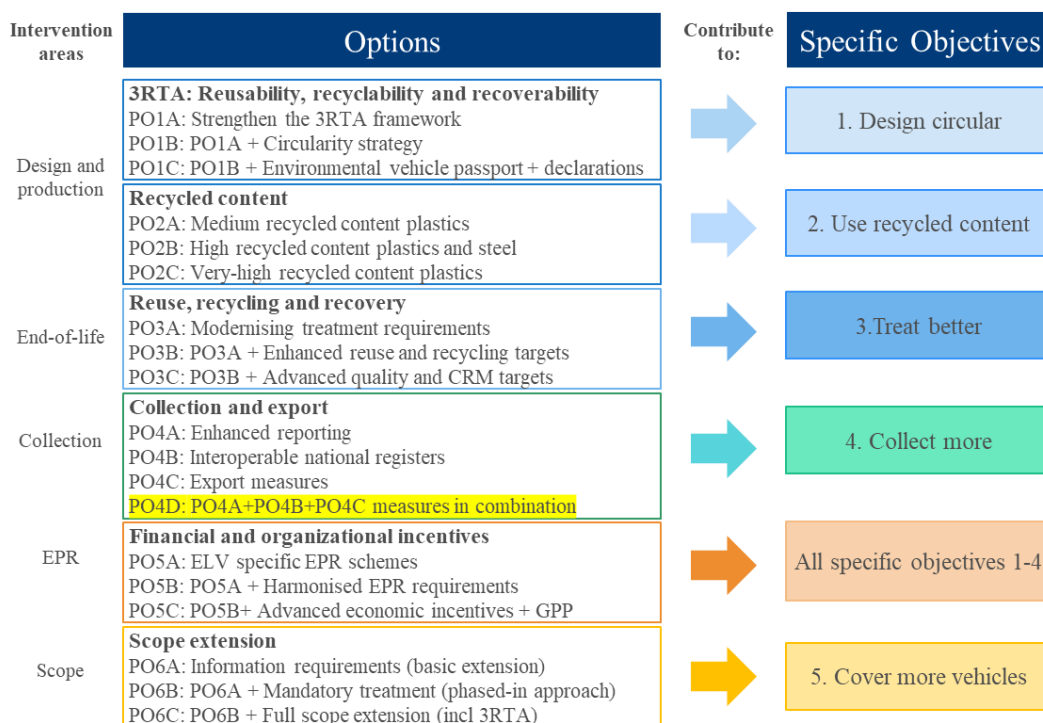 Intervention
areas
Options
Contribute
to:
Specific Objectives
Design and
production
3RTA: Reusability, recyclability and recoverability
PO1A: Strengthen the 3RTA framework
PO1B: PO1A + Circularity strategy
PO1C: PO1B + Environmental vehicle passport + declarations
1. Design circular
Recycled content
PO2A: Medium recycled content plastics
PO2B: High recycled content plastics and steel
PO2C: Very-high recycled content plastics
2. Use recycled content
End-of-life
Reuse, recycling and recovery
PO3A: Modernising treatment requirements
PO3B: PO3A + Enhanced reuse and recycling targets
PO3C: PO3B + Advanced quality and CRM targets
3.Treat better
Collection
Collection and export
PO4A: Enhanced reporting
PO4B: Interoperable national registers
PO4C: Export measures
PO4D: PO4A+PO4B+PO4C measures in combination
4. Collect more
EPR
Financial and organizational incentives
PO5A: ELV specific EPR schemes
PO5B: PO5A + Harmonised EPR requirements
PO5C: PO5B+ Advanced economic incentives + GPP
All specific objectives 1-4
Scope
Scope extension
PO6A: Information requirements (basic extension)
PO6B: PO6A + Mandatory treatment (phased-in approach)
PO6C: PO6B + Full scope extension (incl 3RTA)
5. Cover more vehicles